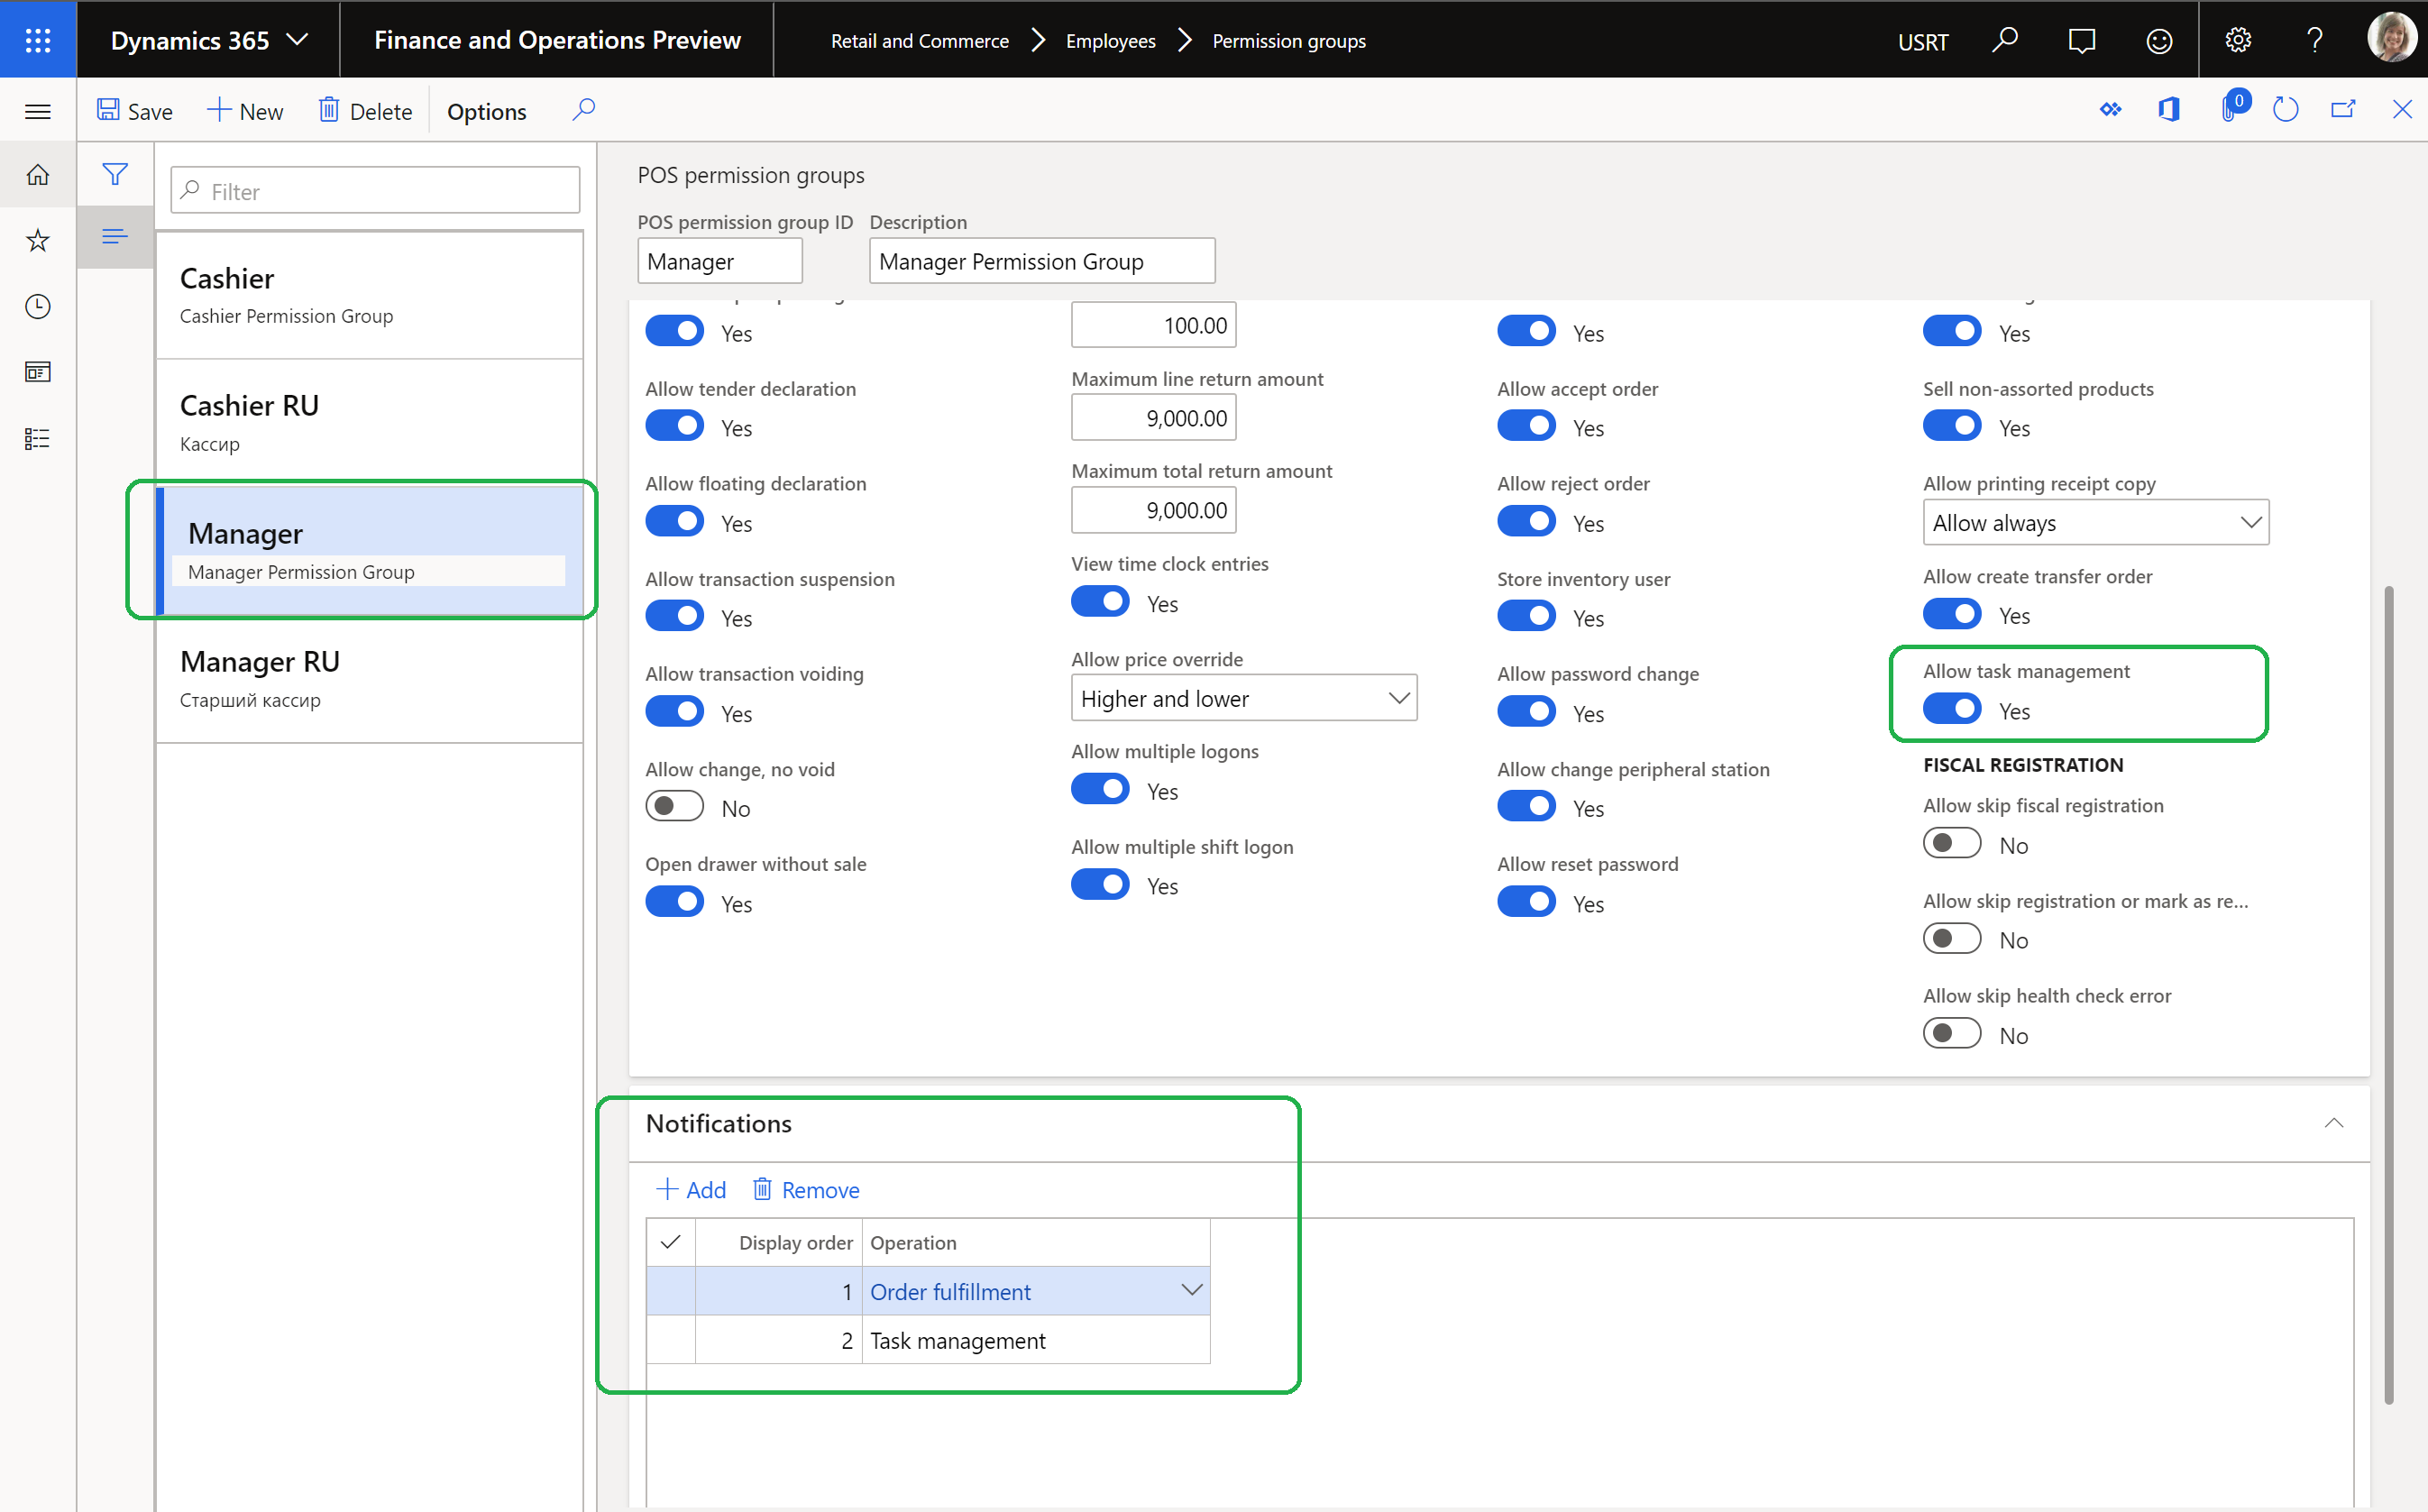 Dynamics 365
Finance and Operations Preview
Retail and Commerce
Employees
Permission groups
USRT
?
Save
New
Delete
Options
0
Filter
Cashier
Cashier Permission Group
Cashier RU
Кассир
Manager
Manager Permission Group
Manager RU
Старший кассир
POS permission groups
POS permission group ID
Description
Manager
Manager Permission Group
Yes
Allow tender declaration
Yes
Allow floating declaration
Yes
Allow transaction suspension
Yes
Allow transaction voiding
Yes
Allow change, no void
No
Open drawer without sale
Yes
100.00
Maximum line return amount
9,000.00
Maximum total return amount
9,000.00
View time clock entries
Yes
Allow price override
Higher and lower
Allow multiple logons
Yes
Allow multiple shift logon
Yes
Yes
Allow accept order
Yes
Allow reject order
Yes
Store inventory user
Yes
Allow password change
Yes
Allow change peripheral station
Yes
Allow reset password
Yes
Yes
Sell non-assorted products
Yes
Allow printing receipt copy
Allow always
Allow create transfer order
Yes
Allow task management
Yes
FISCAL REGISTRATION
Allow skip fiscal registration
No
Allow skip registration or mark as re...
No
Allow skip health check error
No
Notifications
Add
Remove
Display order
Operation
1
Order fulfillment
2
Task management